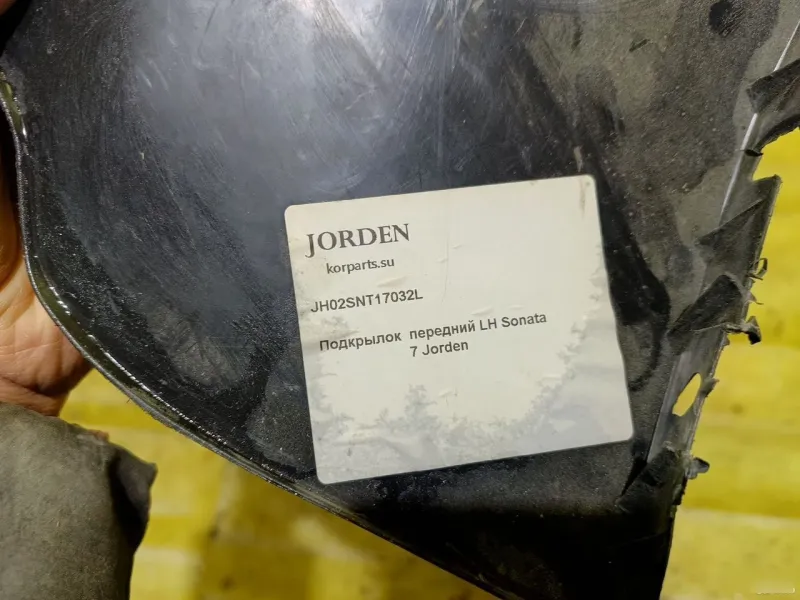 JORDEN
korparts.su
JH02SNT17032L
Подкрылок передний LH Sonata
7 Jorden